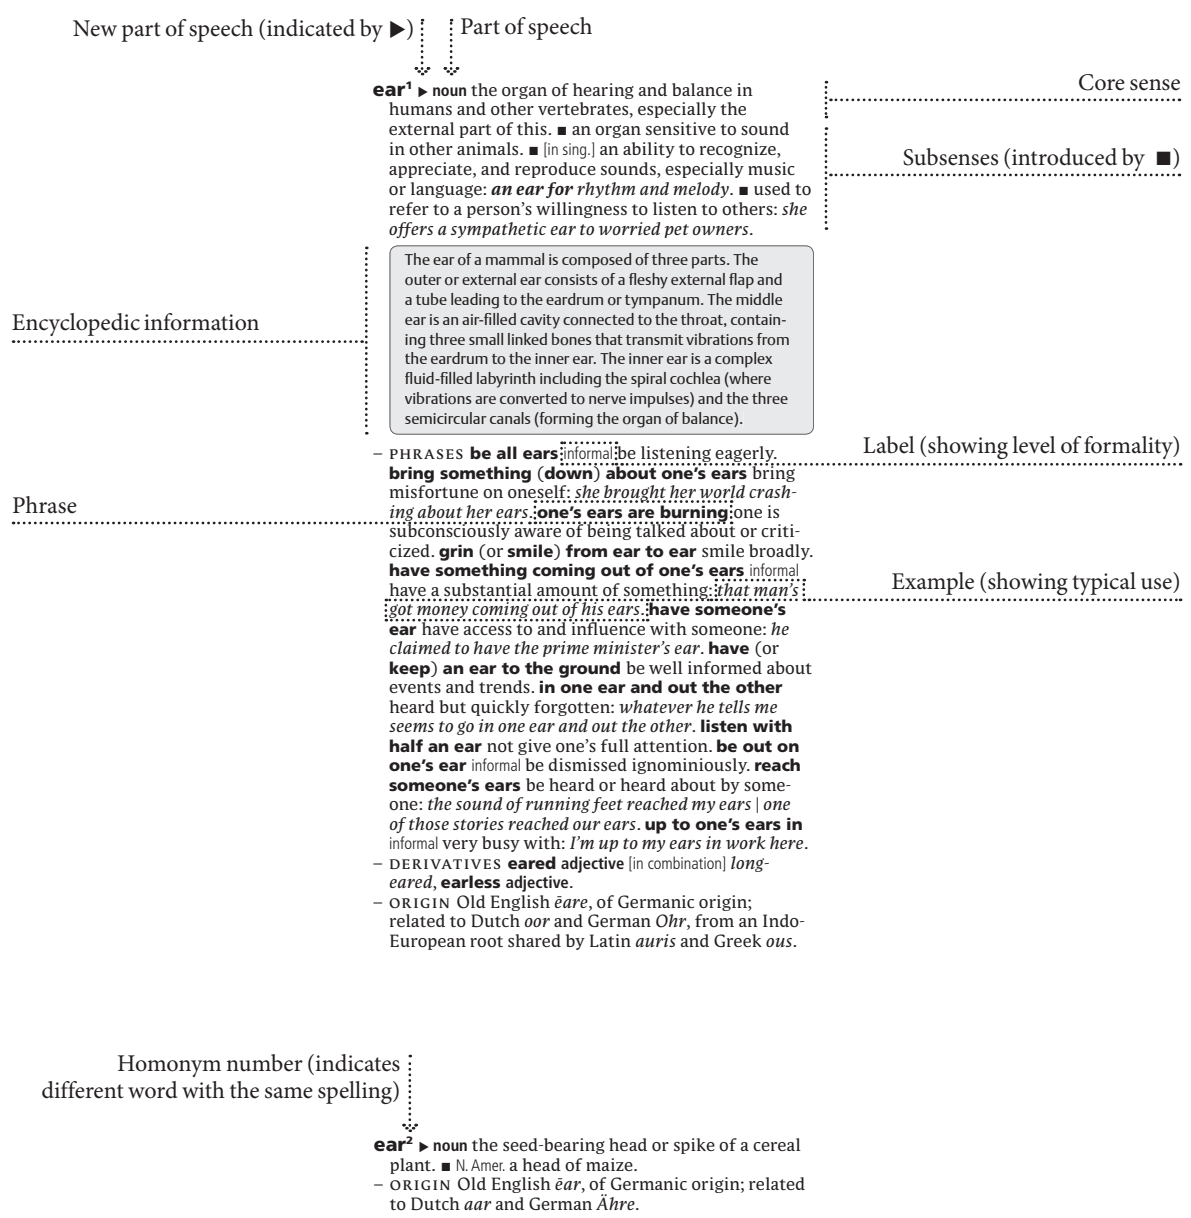 New part of speech (indicated by ▶)
Part of speech
ear¹ ▶ noun the organ of hearing and balance in
humans and other vertebrates, especially the
external part of this. ■ an organ sensitive to sound
in other animals. ■ [in sing.] an ability to recognize,
appreciate, and reproduce sounds, especially music
or language: an ear for rhythm and melody. ■ used to
refer to a person's willingness to listen to others: she
offers a sympathetic ear to worried pet owners.
Core sense
Subsenses (introduced by ■)
Encyclopedic information
The ear of a mammal is composed of three parts. The
outer or external ear consists of a fleshy external flap and
a tube leading to the eardrum or tympanum. The middle
ear is an air-filled cavity connected to the throat, contain-
ing three small linked bones that transmit vibrations from
the eardrum to the inner ear. The inner ear is a complex
fluid-filled labyrinth including the spiral cochlea (where
vibrations are converted to nerve impulses) and the three
semicircular canals (forming the organ of balance).
Label (showing level of formality)
Phrase
Example (showing typical use)
– PHRASES be all ears informal be listening eagerly.
bring something (down) about one's ears bring
misfortune on oneself: she brought her world crash-
ing about her ears. one's ears are burning one is
subconsciously aware of being talked about or criti-
cized. grin (or smile) from ear to ear smile broadly.
have something coming out of one's ears informal
have a substantial amount of something: that man's
got money coming out of his ears. have someone's
ear have access to and influence with someone: he
claimed to have the prime minister's ear. have (or
keep) an ear to the ground be well informed about
events and trends. in one ear and out the other
heard but quickly forgotten: whatever he tells me
seems to go in one ear and out the other. listen with
half an ear not give one's full attention. be out on
one's ear informal be dismissed ignominiously. reach
someone's ears be heard or heard about by some-
one: the sound of running feet reached my ears | one
of those stories reached our ears. up to one's ears in
informal very busy with: I'm up to my ears in work here.
– DERIVATIVES eared adjective [in combination] long-
eared, earless adjective.
– ORIGIN Old English ēare, of Germanic origin;
related to Dutch oor and German Ohr, from an Indo-
European root shared by Latin auris and Greek ous.
Homonym number (indicates
different word with the same spelling)
ear² ▶ noun the seed-bearing head or spike of a cereal
plant. ■ N. Amer. a head of maize.
– ORIGIN Old English ēar, of Germanic origin; related
to Dutch aar and German Ähre.